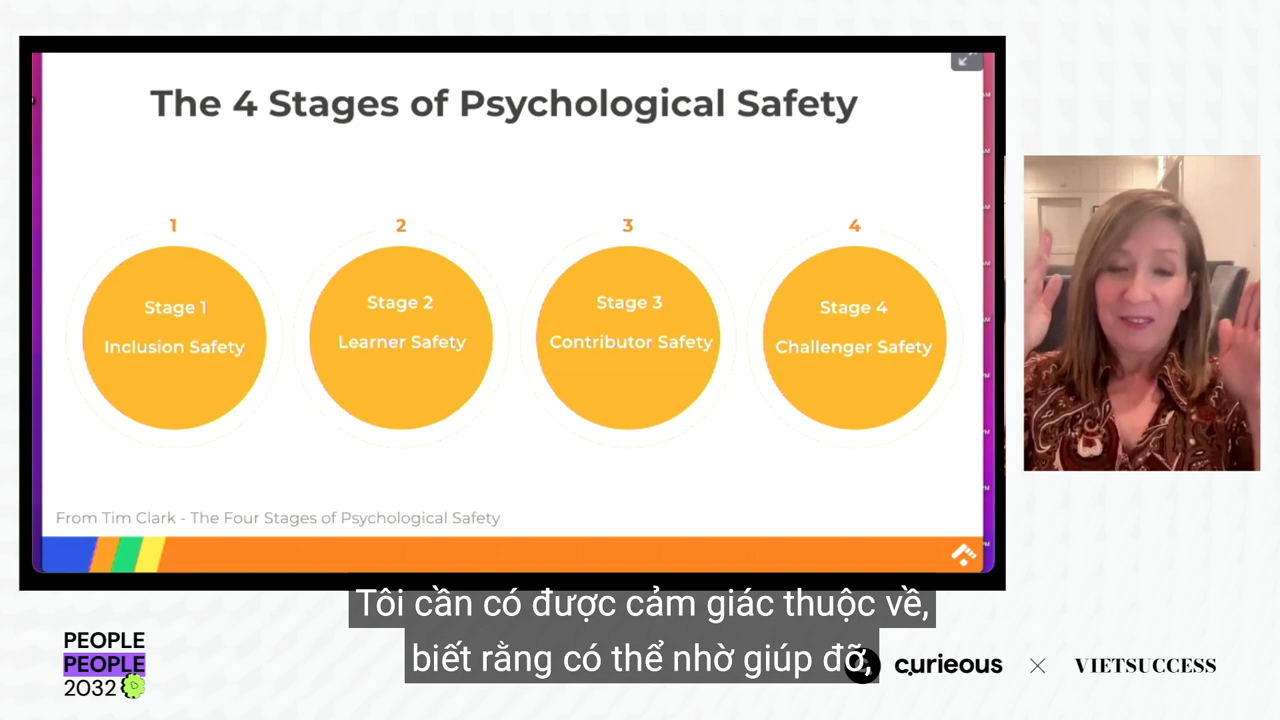 The 4 Stages of Psychological Safety
1
2
3
4
Stage 1
Inclusion Safety
Stage 2
Learner Safety
Stage 3
Contributor Safety
Stage 4
Challenger Safety
From Tim Clark - The Four Stages of Psychological Safety
Tôi cần có được cảm giác thuộc về,
biết rằng có thể nhờ giúp đỡ,
PEOPLE
PEOPLE
2032
curieous
VIETSUCCESS